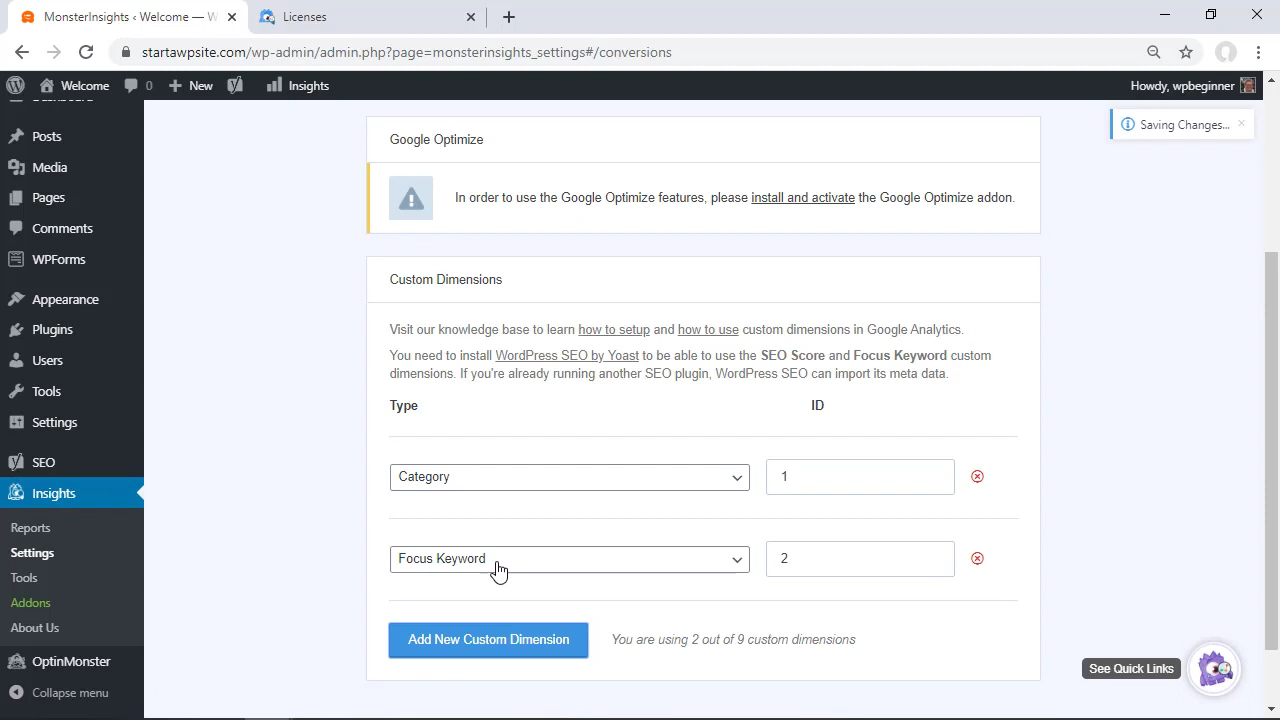 MonsterInsights ‹ Welcome — W
Licenses
startawpsite.com/wp-admin/admin.php?page=monsterinsights_settings#/conversions
Welcome
0
New
Insights
Howdy, wpbeginner
Saving Changes...
Posts
Media
Pages
Comments
WPForms
Appearance
Plugins
Users
Tools
Settings
SEO
Insights
Reports
Settings
Tools
Addons
About Us
OptinMonster
Collapse menu
Google Optimize
In order to use the Google Optimize features, please install and activate the Google Optimize addon.
Custom Dimensions
Visit our knowledge base to learn how to setup and how to use custom dimensions in Google Analytics.
You need to install WordPress SEO by Yoast to be able to use the SEO Score and Focus Keyword custom
dimensions. If you're already running another SEO plugin, WordPress SEO can import its meta data.
Type ID
Category 1
Focus Keyword 2
Add New Custom Dimension You are using 2 out of 9 custom dimensions
See Quick Links